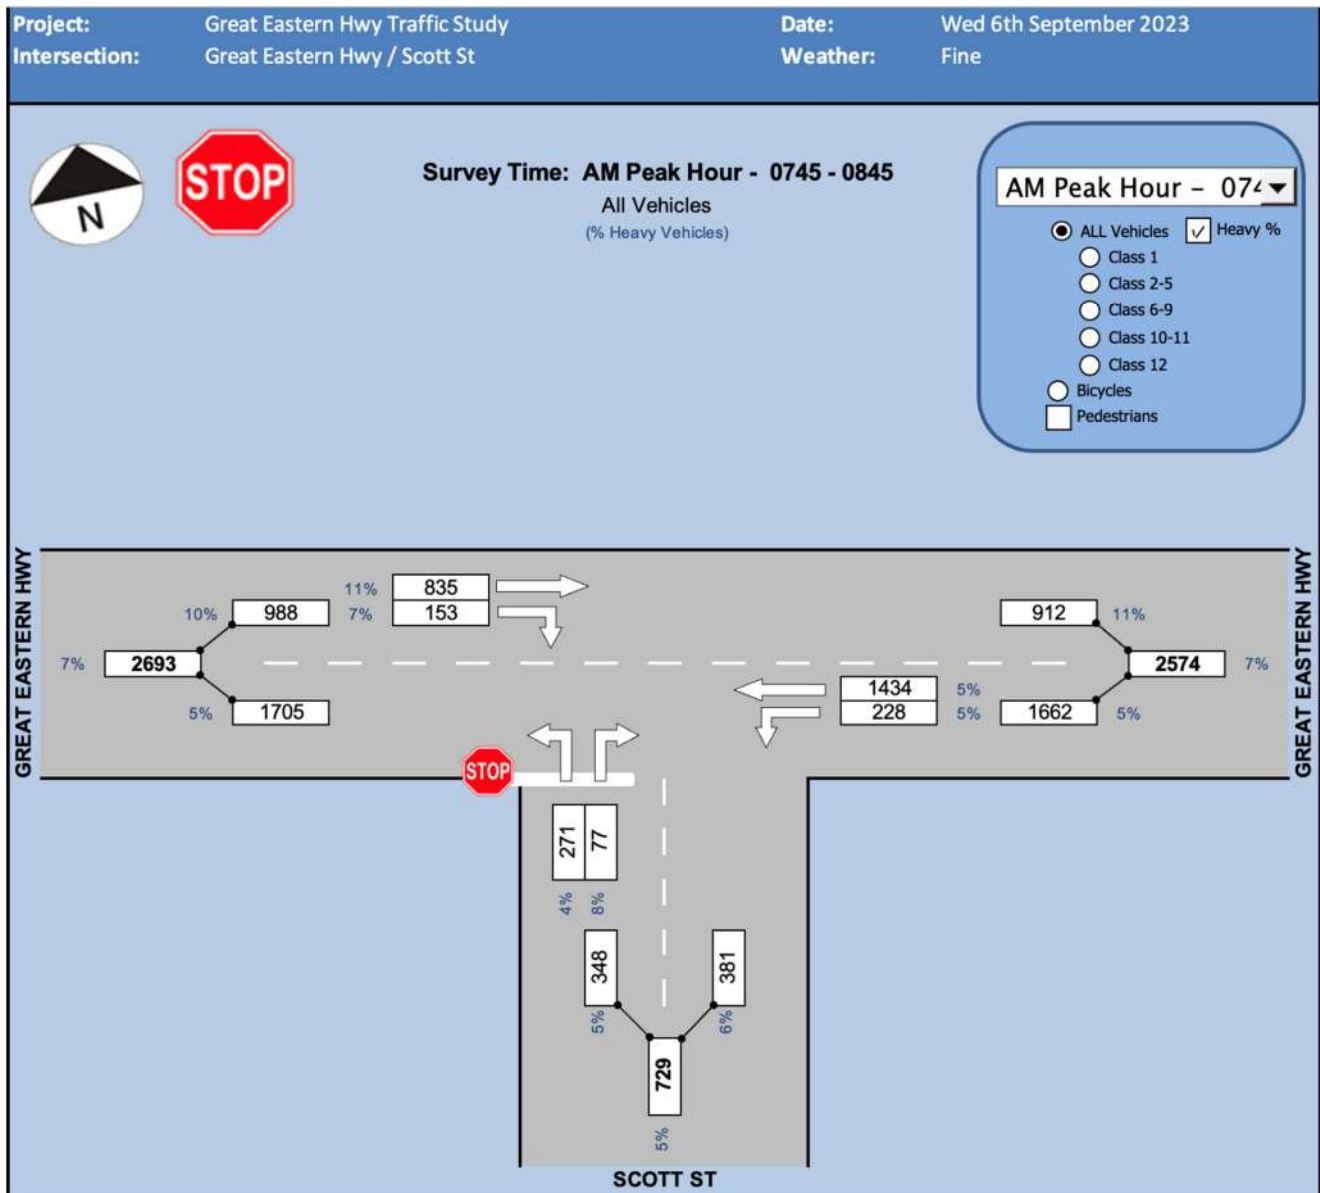 Project: Great Eastern Hwy Traffic Study Date: Wed 6th September 2023
Intersection: Great Eastern Hwy / Scott St Weather: Fine
N
STOP
Survey Time: AM Peak Hour - 0745 - 0845
All Vehicles
(% Heavy Vehicles)
AM Peak Hour - 074
ALL Vehicles Heavy %
Class 1
Class 2-5
Class 6-9
Class 10-11
Class 12
Bicycles
Pedestrians
GREAT EASTERN HWY
11% 835
10% 988 7% 153
7% 2693
5% 1705
912 11%
2574 7%
1434 5%
228 5% 1662 5%
GREAT EASTERN HWY
STOP
271 77
4% 8%
348 381
5% 6%
729
5%
SCOTT ST